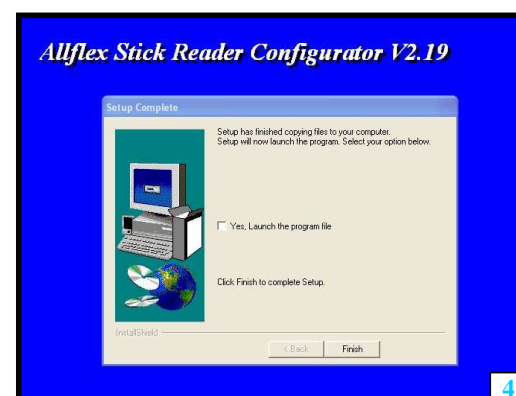 Allflex Stick Reader Configurator V2.19
Setup Complete
Setup has finished copying files to your computer.
Setup will now launch the program. Select your option below.
Yes, Launch the program file
Click Finish to complete Setup.
InstallShield
< Back
Finish
4